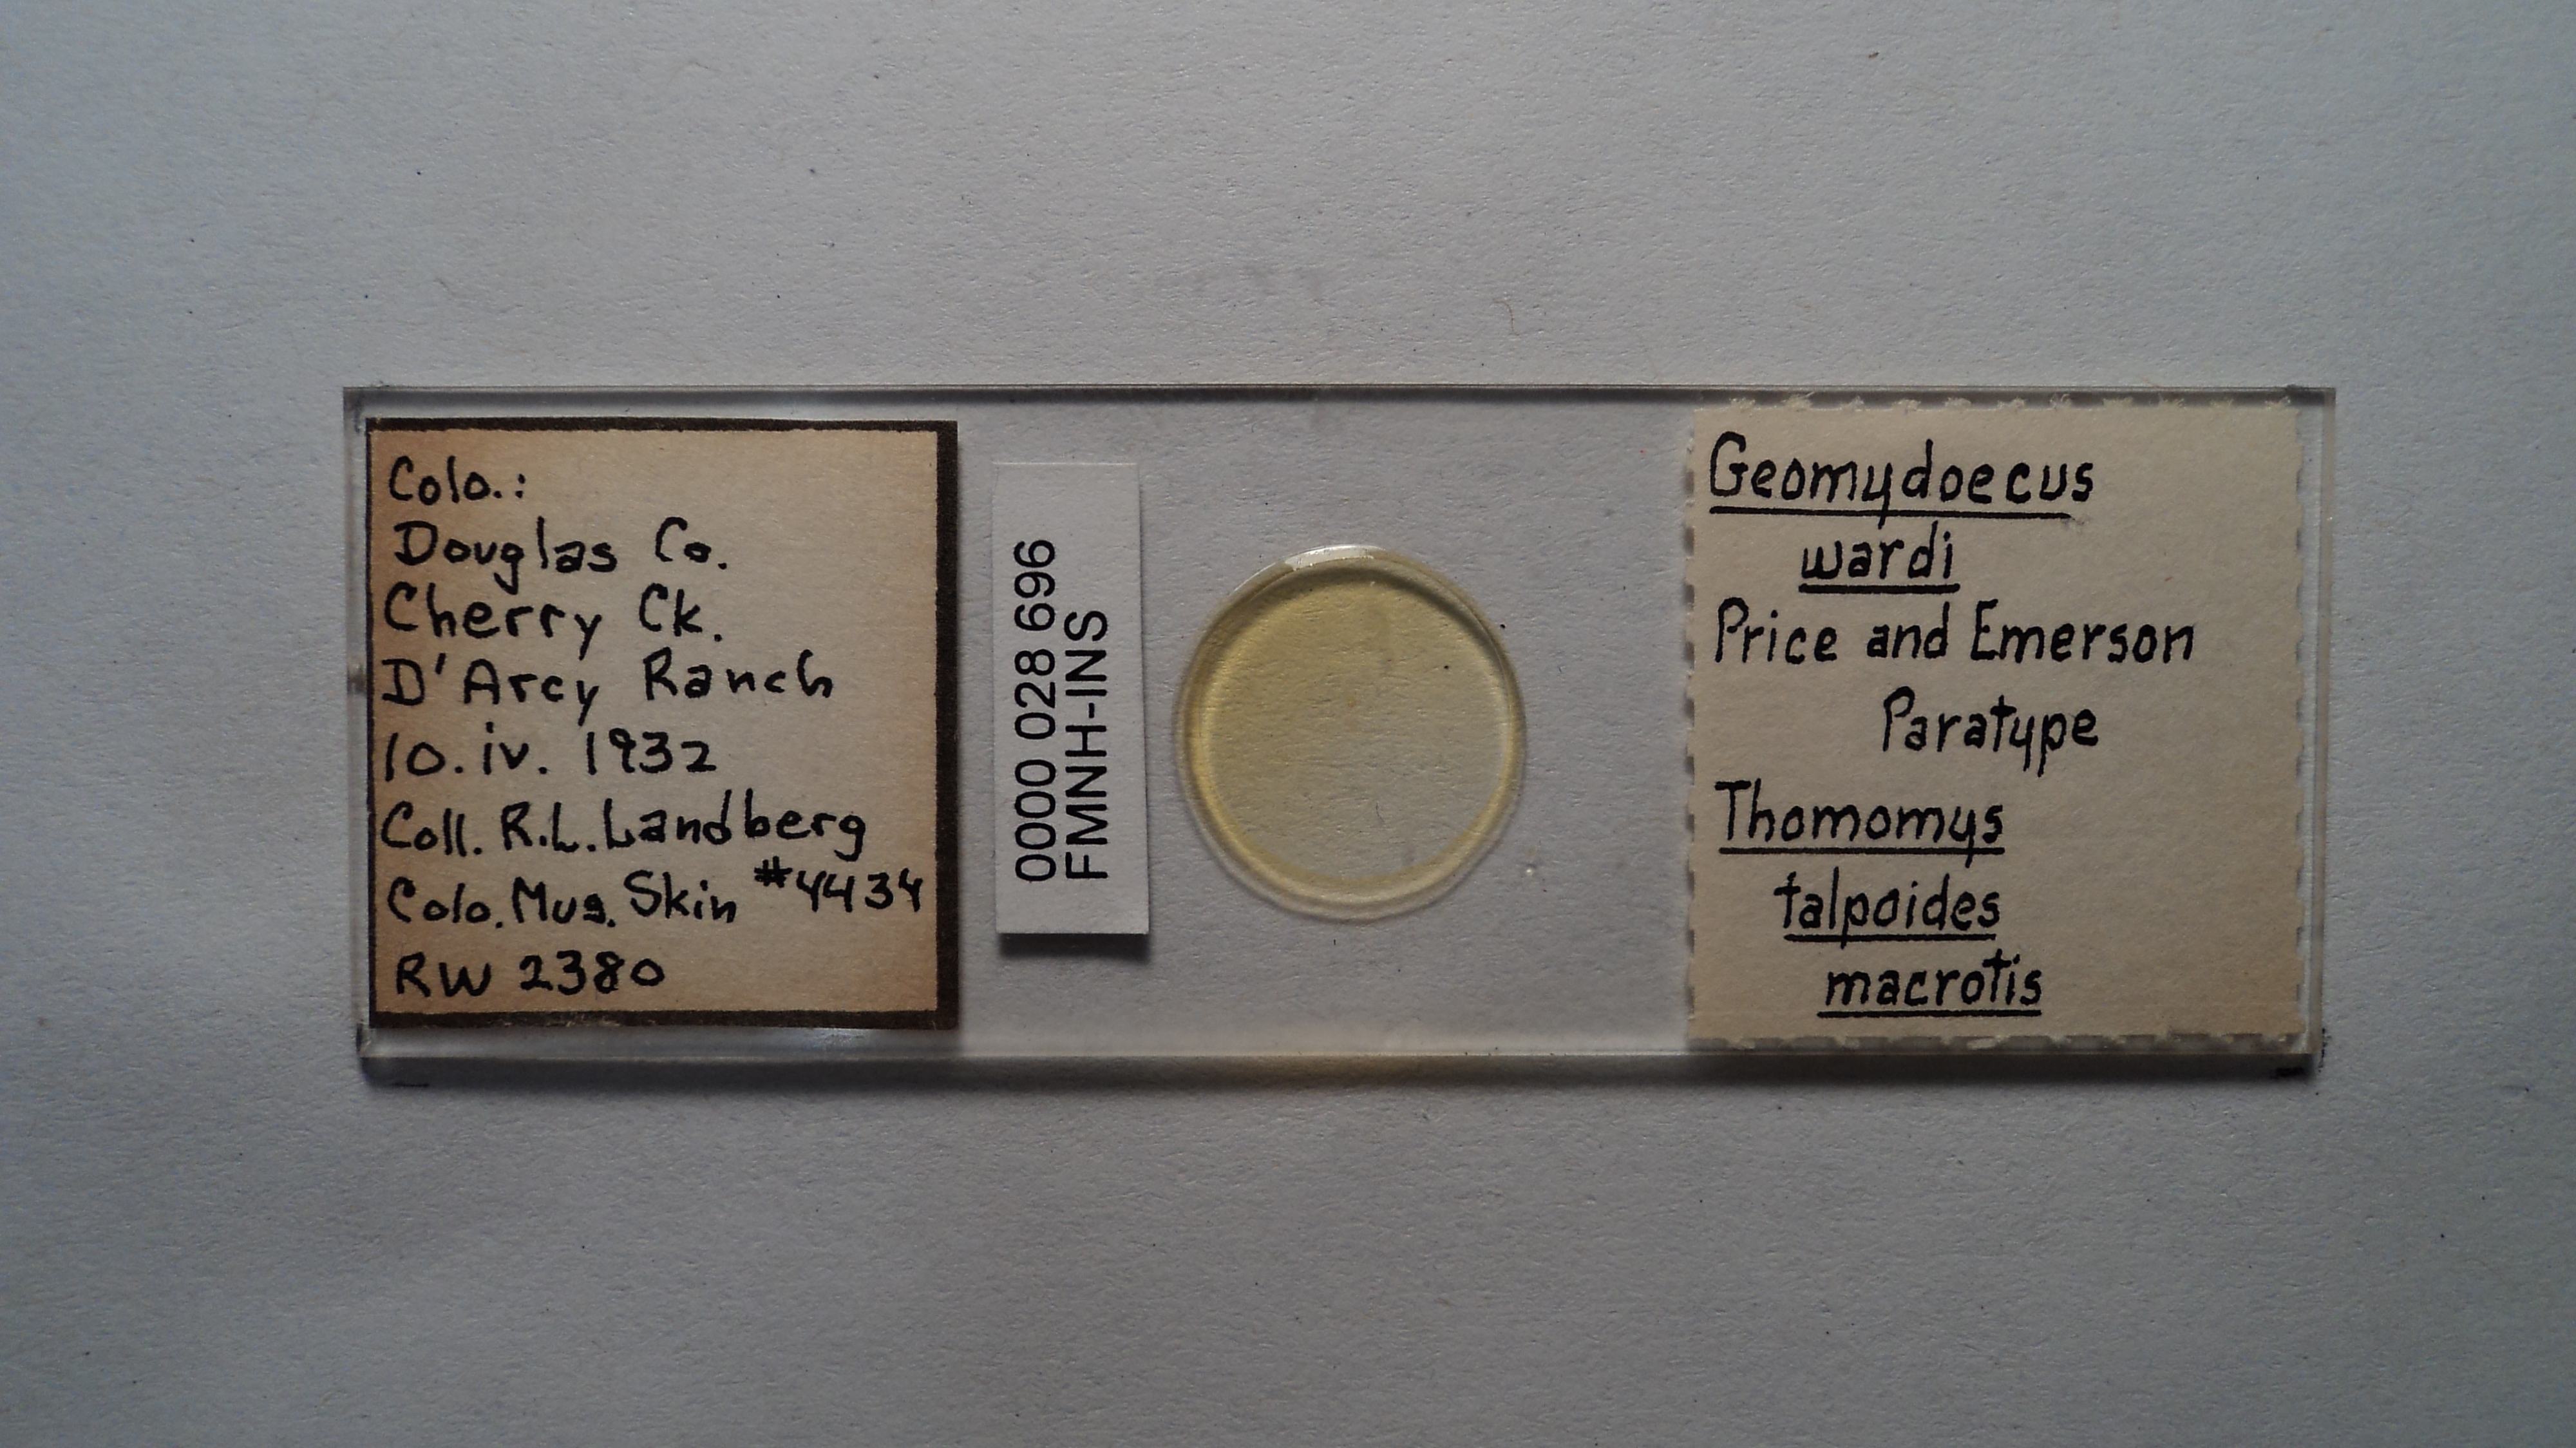 Colo.:
Douglas Co.
Cherry Ck.
D'Arcy Ranch
10.iv. 1932
Coll. R.L. Landberg
Colo. Mus. Skin #4434
RW 2380
0000 028 696
FMNH-INS
Geomydoecus
wardi
Price and Emerson
Paratype
Thomomys
talpoides
macrotis